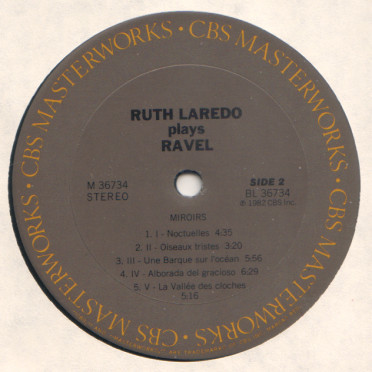 CBS MASTERWORKS · CBS MASTERWORKS · CBS MASTERWORKS · CBS MASTERWORKS ·
RUTH LAREDO
plays
RAVEL
M 36734 SIDE 2
STEREO BL 36734
℗ 1982 CBS Inc.
MIROIRS
1. I - Noctuelles 4:35
2. II - Oiseaux tristes 3:20
3. III - Une Barque sur l'océan 5:56
4. IV - Alborada del gracioso 6:29
5. V - La Vallée des cloches
5:16